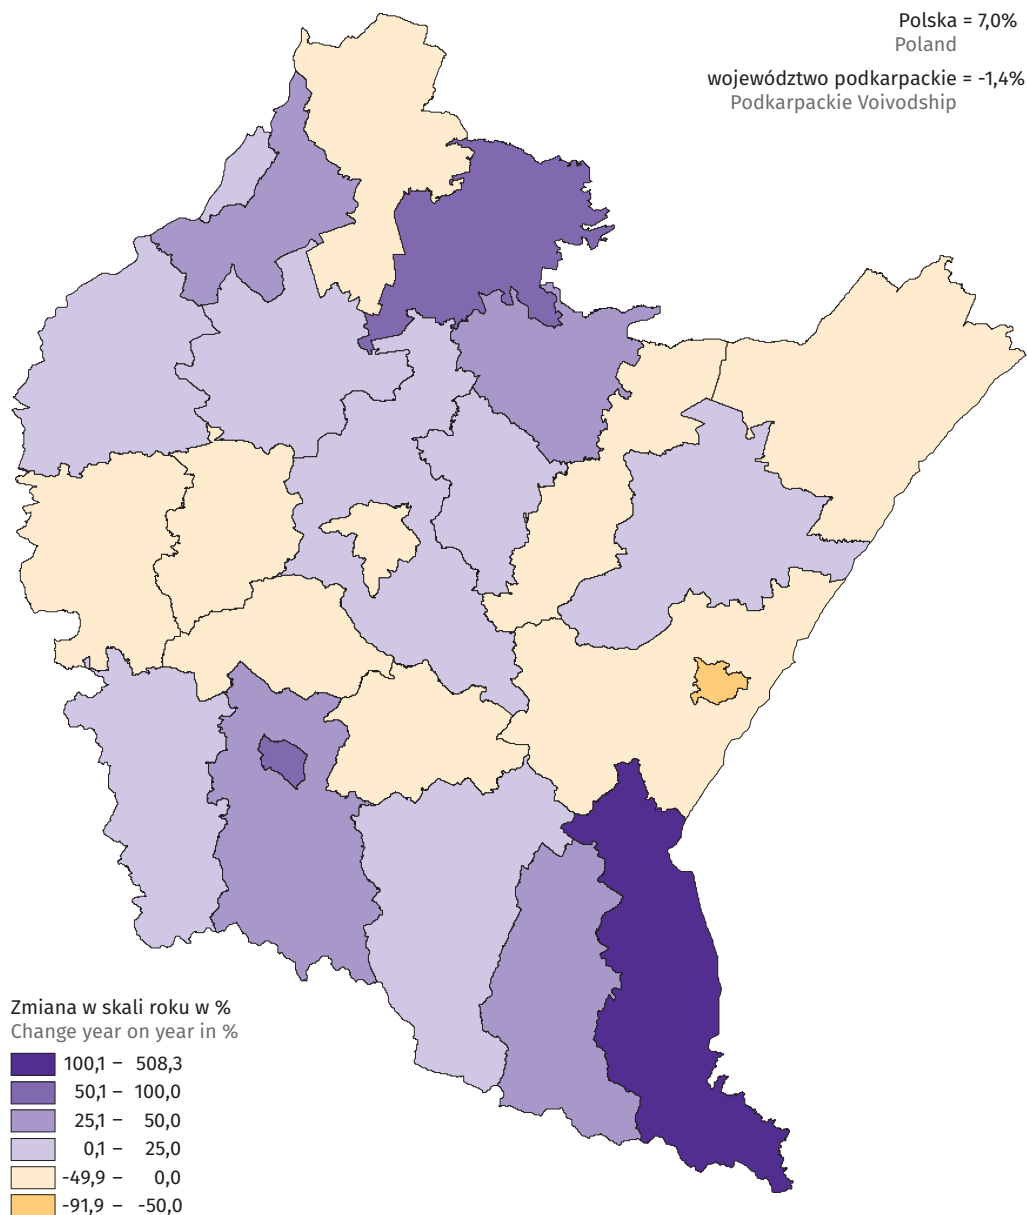 Polska = 7,0%
Poland
województwo podkarpackie = -1,4%
Podkarpackie Voivodship
Zmiana w skali roku w %
Change year on year in %
100,1 – 508,3
50,1 – 100,0
25,1 – 50,0
0,1 – 25,0
-49,9 – 0,0
-91,9 – -50,0